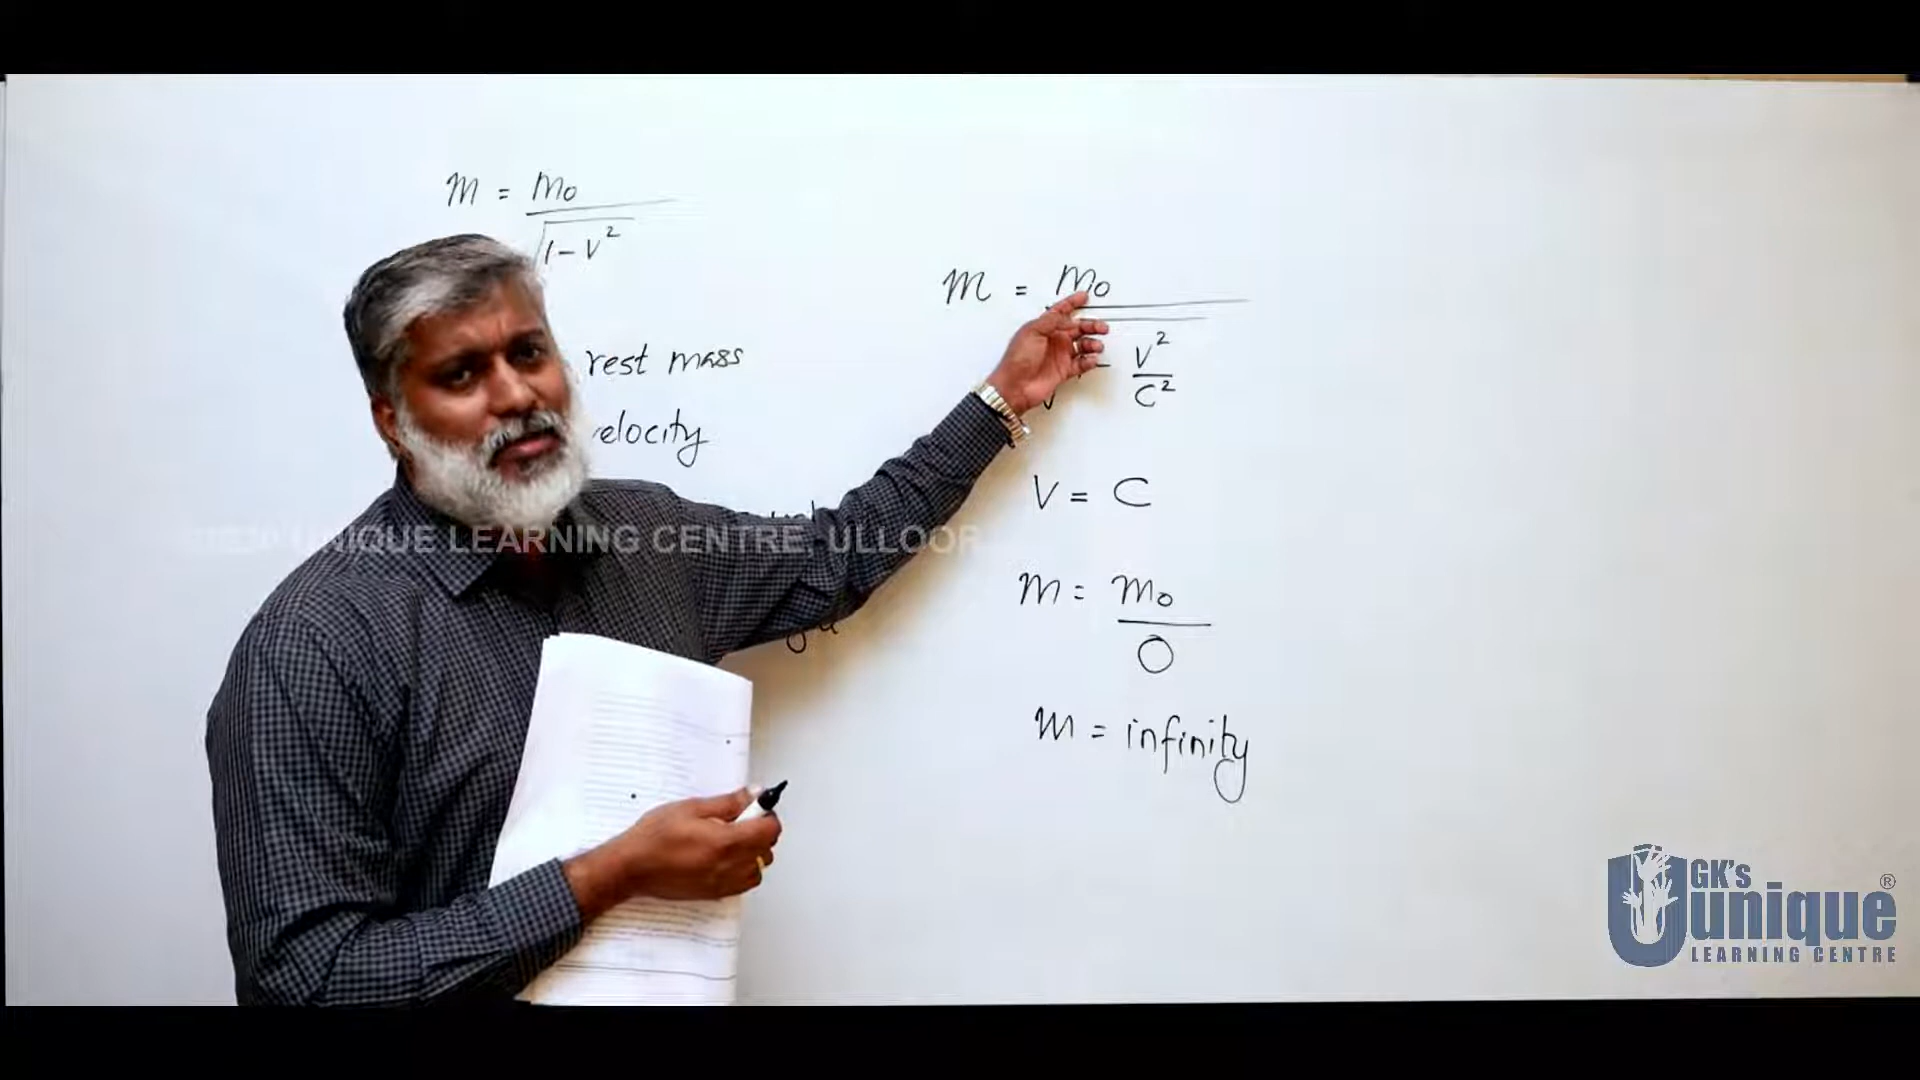 m = m₀
√1 - v²
rest mass
velocity
m = m₀
- v²
c²
V = C
m = m₀
0
m = infinity
UNIQUE LEARNING CENTRE, ULLOOR
GK's
unique®
LEARNING CENTRE